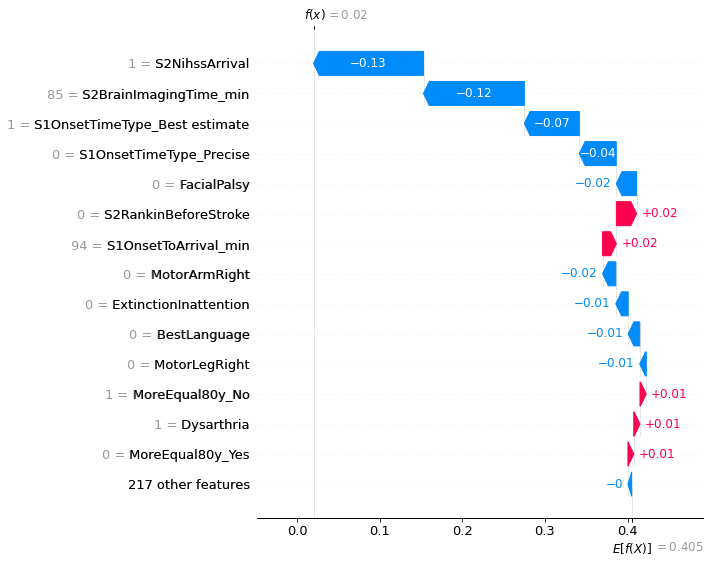 f(x) = 0.02
1 = S2NihssArrival −0.13
85 = S2BrainImagingTime_min −0.12
1 = S1OnsetTimeType_Best estimate −0.07
0 = S1OnsetTimeType_Precise −0.04
0 = FacialPalsy −0.02
0 = S2RankinBeforeStroke +0.02
94 = S1OnsetToArrival_min +0.02
0 = MotorArmRight −0.02
0 = ExtinctionInattention −0.01
0 = BestLanguage −0.01
0 = MotorLegRight −0.01
1 = MoreEqual80y_No +0.01
1 = Dysarthria +0.01
0 = MoreEqual80y_Yes +0.01
217 other features −0
0.0 0.1 0.2 0.3 0.4
E[f(X)] = 0.405